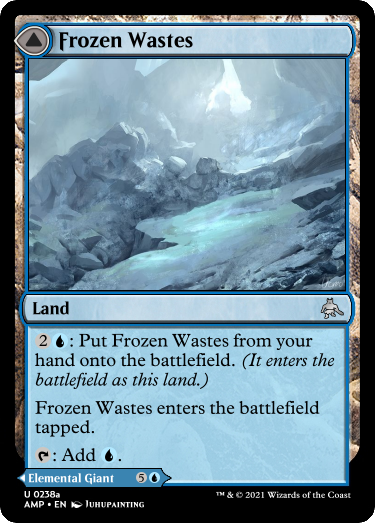 Frozen Wastes
Land
2: Put Frozen Wastes from your
hand onto the battlefield. (It enters the
battlefield as this land.)
Frozen Wastes enters the battlefield
tapped.
: Add .
Elemental Giant 5
U 0238a
AMP • EN JUHUPAINTING
™ & © 2021 Wizards of the Coast